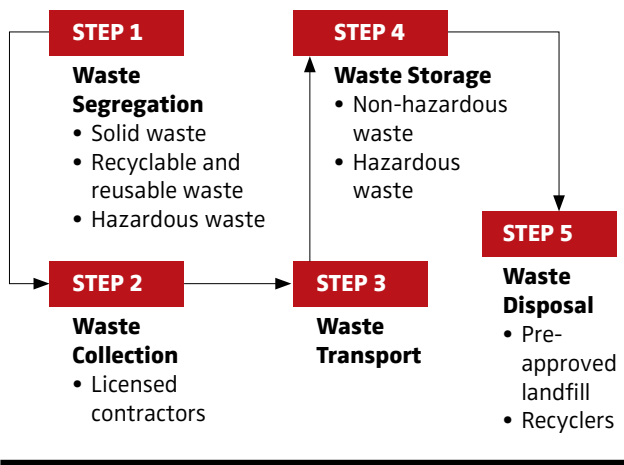 STEP 1
Waste
Segregation
• Solid waste
• Recyclable and
reusable waste
• Hazardous waste
STEP 2
Waste
Collection
• Licensed
contractors
STEP 3
Waste
Transport
STEP 4
Waste Storage
• Non-hazardous
waste
• Hazardous
waste
STEP 5
Waste
Disposal
• Pre-
approved
landfill
• Recyclers